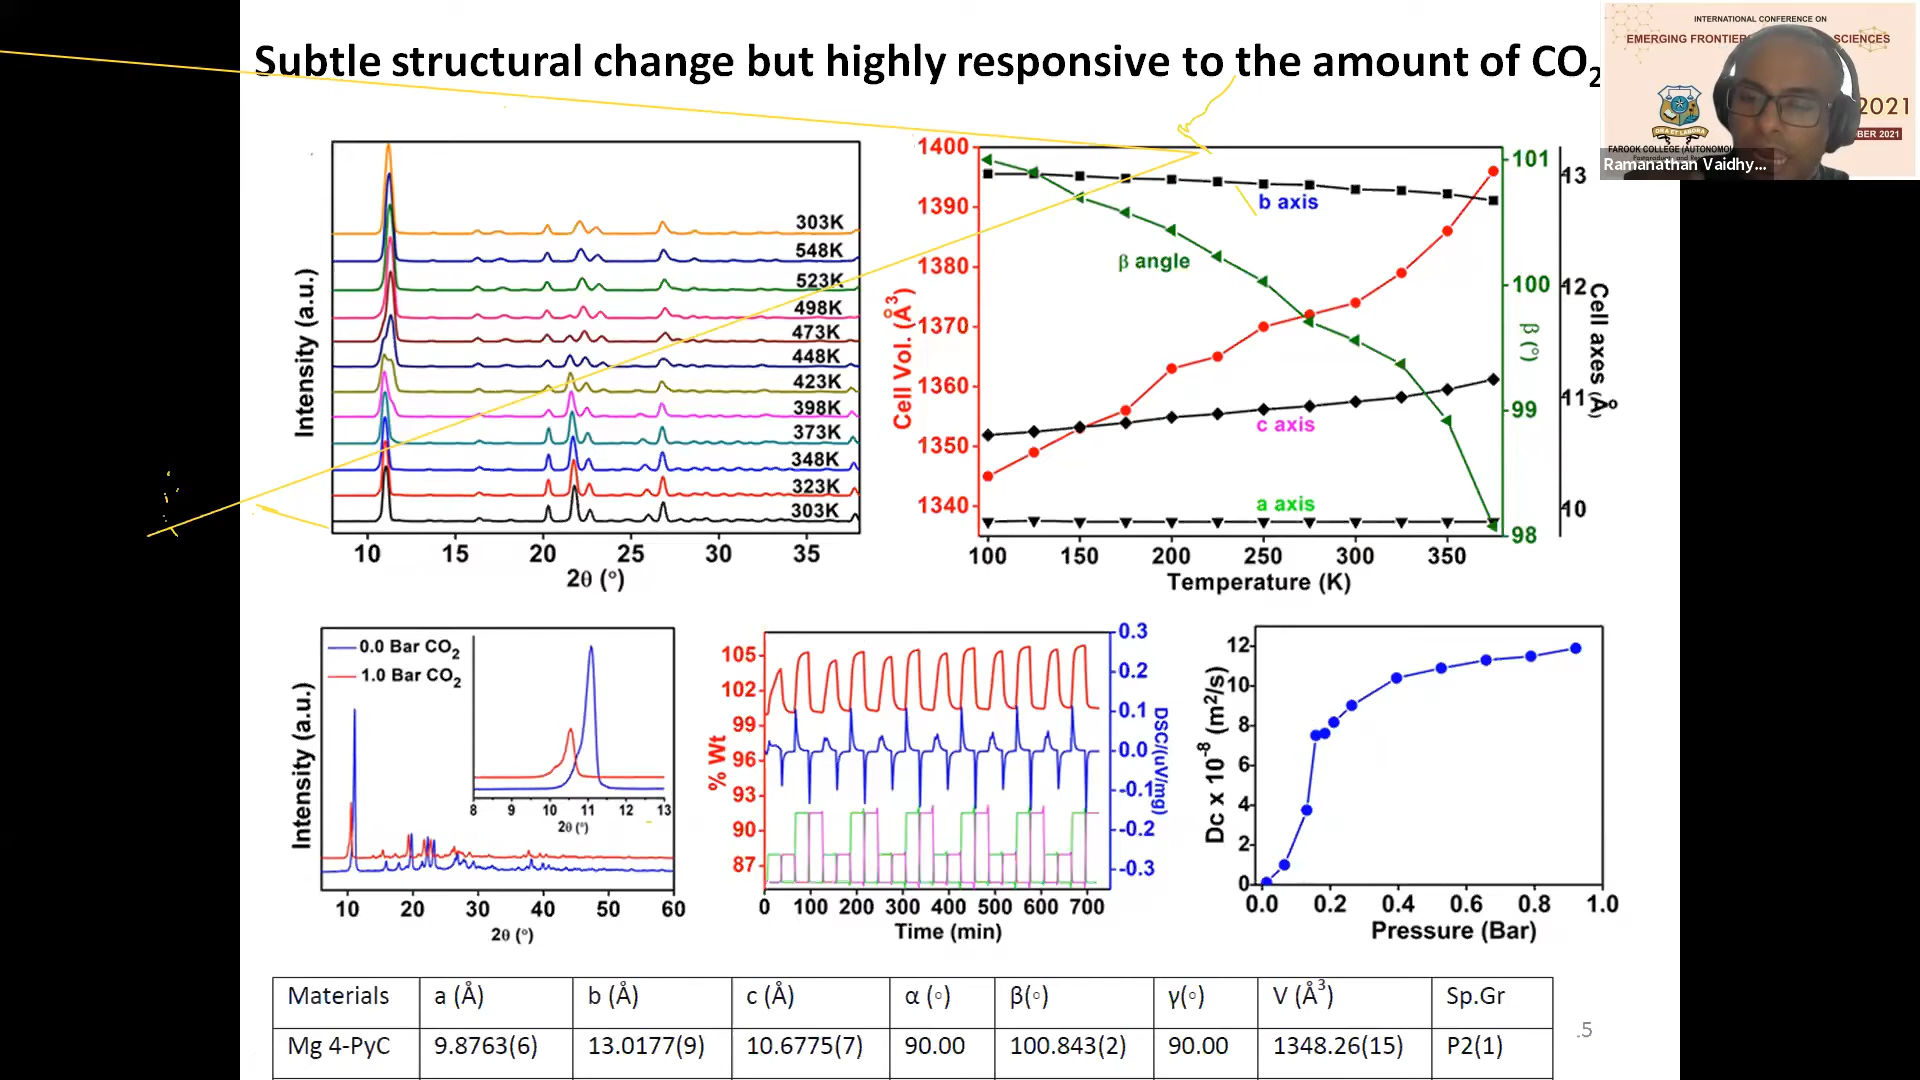 Subtle structural change but highly responsive to the amount of CO2
INTERNATIONAL CONFERENCE ON
EMERGING FRONTIER SCIENCES
2021
BER 2021
ORA ET LABORA
FAROOK COLLEGE (AUTONOMO
Ramanathan Vaidhy...
Intensity (a.u.)
303K
548K
523K
498K
473K
448K
423K
398K
373K
348K
323K
303K
10 15 20 25 30 35
2θ (°)
Cell Vol. (Å3)
1400
1390
1380
1370
1360
1350
1340
b axis
β angle
c axis
a axis
101
100
99
98
β (°)
13
12
11
10
Cell axes (Å)
100 150 200 250 300 350
Temperature (K)
Intensity (a.u.)
0.0 Bar CO2
1.0 Bar CO2
8 9 10 11 12 13
2θ (°)
10 20 30 40 50 60
2θ (°)
% Wt
105
102
99
96
93
90
87
0.3
0.2
0.1
0.0
-0.1
-0.2
-0.3
DSC/(uV/mg)
0 100 200 300 400 500 600 700
Time (min)
Dc x 10-8 (m2/s)
12
10
8
6
4
2
0
0.0 0.2 0.4 0.6 0.8 1.0
Pressure (Bar)
Materials a (Å) b (Å) c (Å) α (◦) β(◦) γ(◦) V (Å3) Sp.Gr
Mg 4-PyC 9.8763(6) 13.0177(9) 10.6775(7) 90.00 100.843(2) 90.00 1348.26(15) P2(1)
15